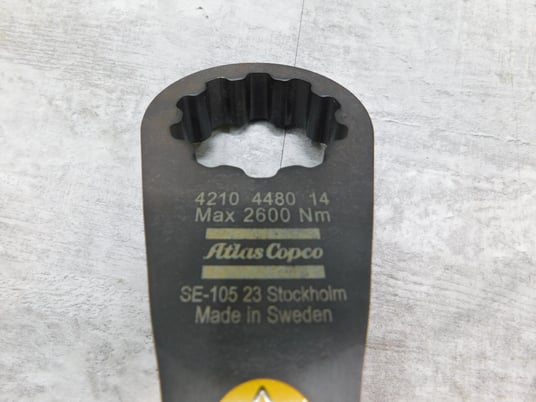 4210 4480 14
Max 2600 Nm
Atlas Copco
SE-105 23 Stockholm
Made in Sweden